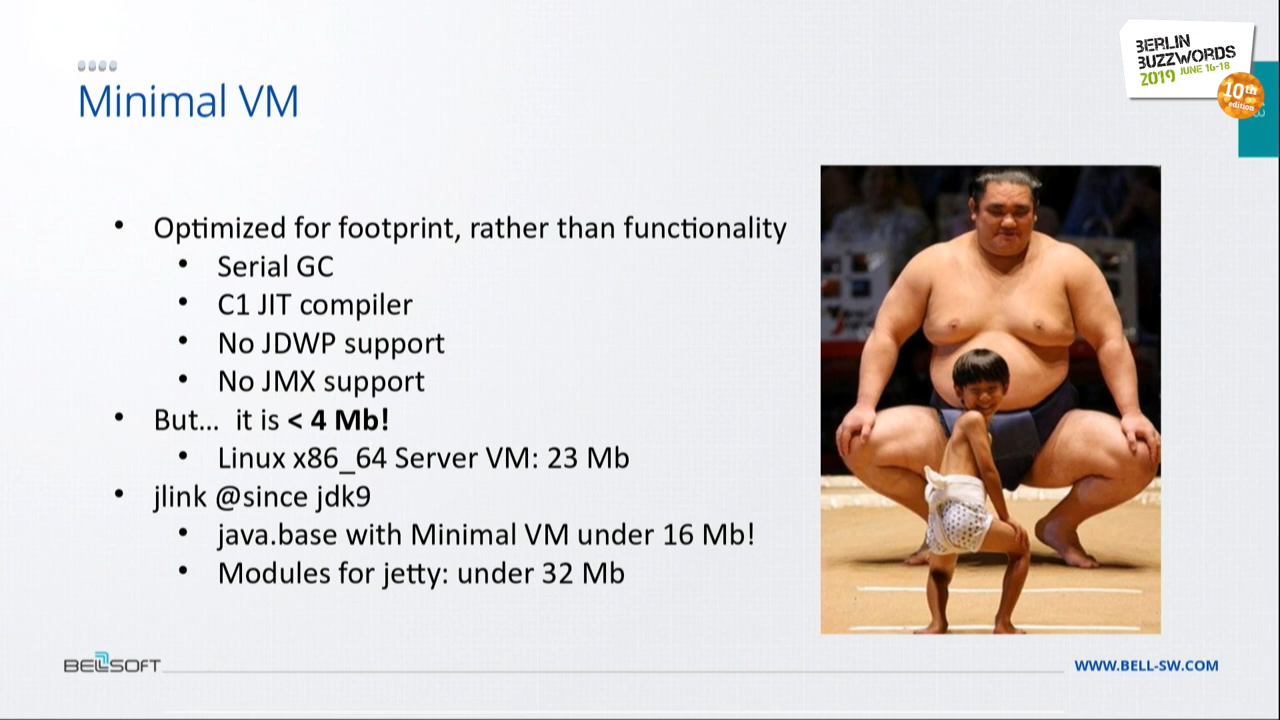 BERLIN
BUZZWORDS
2019 JUNE 16-18
10th
edition
Minimal VM
• Optimized for footprint, rather than functionality
• Serial GC
• C1 JIT compiler
• No JDWP support
• No JMX support
• But... it is < 4 Mb!
• Linux x86_64 Server VM: 23 Mb
• jlink @since jdk9
• java.base with Minimal VM under 16 Mb!
• Modules for jetty: under 32 Mb
BELLSOFT
WWW.BELL-SW.COM